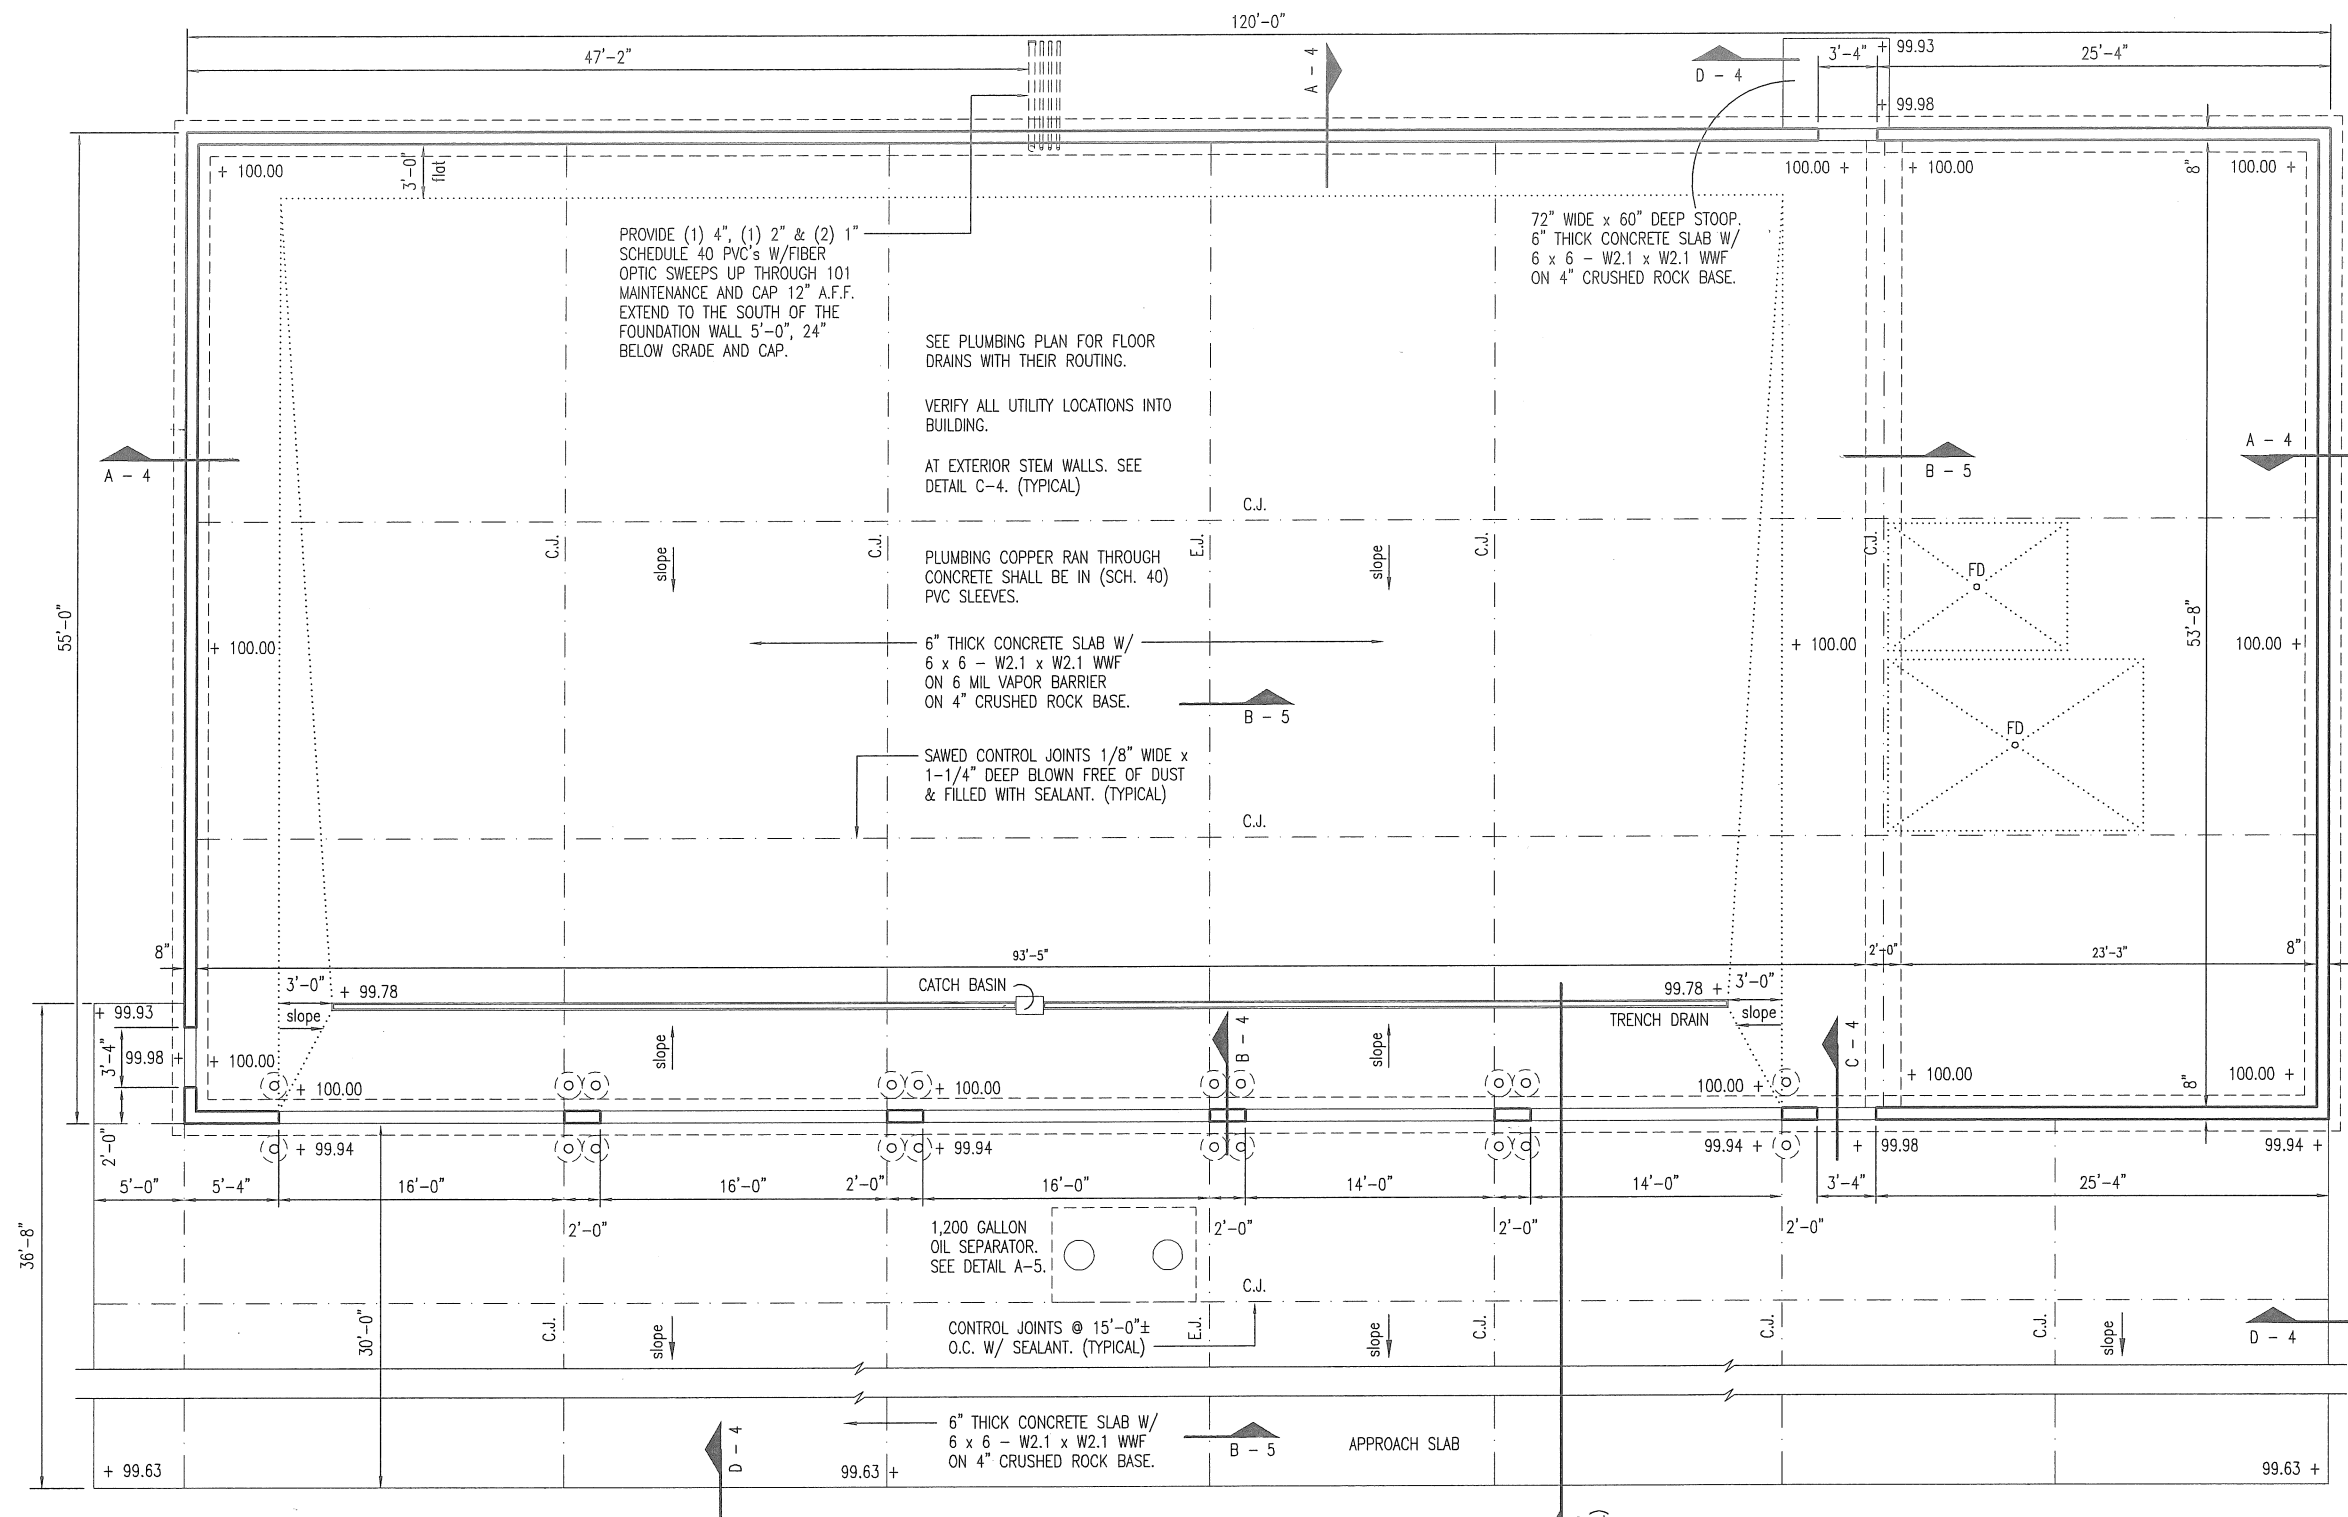 120'-0"
47'-2"
A - 4
D - 4
3'-4"
+ 99.93
25'-4"
+ 99.98
3'-0"
flat
+ 100.00
100.00 +
+ 100.00
8"
100.00 +
PROVIDE (1) 4", (1) 2" & (2) 1"
SCHEDULE 40 PVC's W/FIBER
OPTIC SWEEPS UP THROUGH 101
MAINTENANCE AND CAP 12" A.F.F.
EXTEND TO THE SOUTH OF THE
FOUNDATION WALL 5'-0", 24"
BELOW GRADE AND CAP.
72" WIDE x 60" DEEP STOOP.
6" THICK CONCRETE SLAB W/
6 x 6 - W2.1 x W2.1 WWF
ON 4" CRUSHED ROCK BASE.
SEE PLUMBING PLAN FOR FLOOR
DRAINS WITH THEIR ROUTING.
VERIFY ALL UTILITY LOCATIONS INTO
BUILDING.
AT EXTERIOR STEM WALLS. SEE
DETAIL C-4. (TYPICAL)
A - 4
B - 5
A - 4
C.J.
C.J.
C.J.
E.J.
C.J.
C.J.
slope
slope
PLUMBING COPPER RAN THROUGH
CONCRETE SHALL BE IN (SCH. 40)
PVC SLEEVES.
FD
55'-0"
53'-8"
+ 100.00
+ 100.00
100.00 +
6" THICK CONCRETE SLAB W/
6 x 6 - W2.1 x W2.1 WWF
ON 6 MIL VAPOR BARRIER
ON 4" CRUSHED ROCK BASE.
B - 5
FD
SAWED CONTROL JOINTS 1/8" WIDE x
1-1/4" DEEP BLOWN FREE OF DUST
& FILLED WITH SEALANT. (TYPICAL)
C.J.
8"
93'-5"
2'-0"
23'-3"
8"
3'-0"
+ 99.78
CATCH BASIN
99.78 +
3'-0"
+ 99.93
slope
TRENCH DRAIN
slope
3'-4"
99.98 +
+ 100.00
slope
B - 4
slope
C - 4
+ 100.00
+ 100.00
100.00 +
+ 100.00
8"
100.00 +
2'-0"
+ 99.94
+ 99.94
99.94 +
+ 99.98
99.94 +
5'-0"
5'-4"
16'-0"
16'-0"
2'-0"
16'-0"
14'-0"
14'-0"
3'-4"
25'-4"
2'-0"
2'-0"
2'-0"
2'-0"
1,200 GALLON
OIL SEPARATOR.
SEE DETAIL A-5.
36'-8"
C.J.
30'-0"
C.J.
slope
CONTROL JOINTS @ 15'-0"±
O.C. W/ SEALANT. (TYPICAL)
E.J.
slope
C.J.
C.J.
C.J.
slope
D - 4
6" THICK CONCRETE SLAB W/
6 x 6 - W2.1 x W2.1 WWF
ON 4" CRUSHED ROCK BASE.
D - 4
B - 5
APPROACH SLAB
+ 99.63
99.63 +
99.63 +